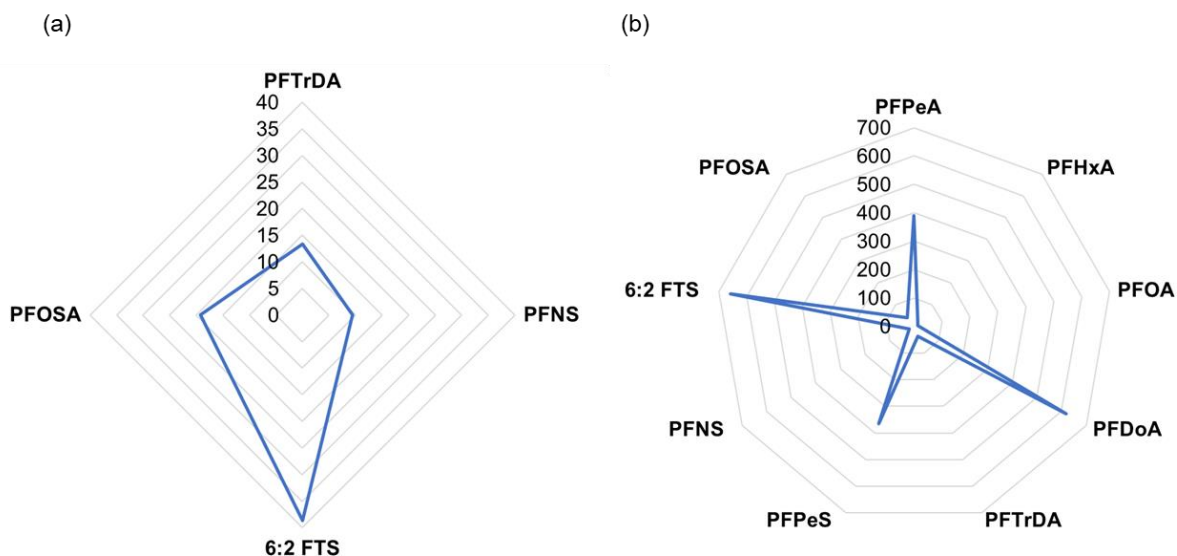 (a)
PFTrDA
40
35
30
25
20
15
10
5
0
PFOSA
PFNS
6:2 FTS
(b)
PFPeA
700
600
500
400
300
200
100
0
PFHxA
PFOA
PFDoA
PFTrDA
PFPeS
PFNS
6:2 FTS
PFOSA